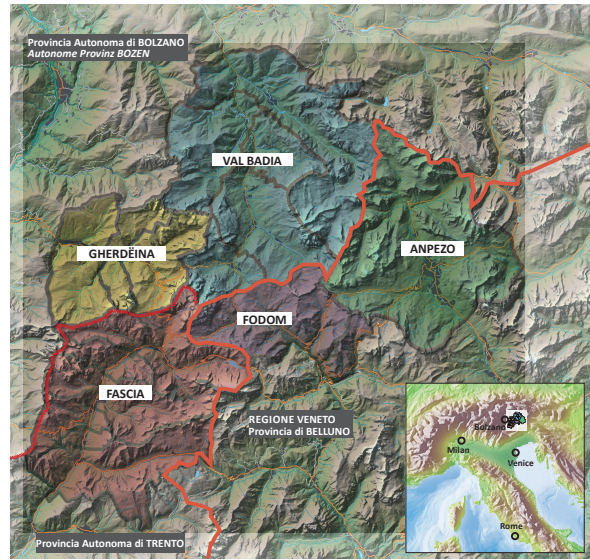 Provincia Autonoma di BOLZANO
Autonome Provinz BOZEN
VAL BADIA
ANPEZO
GHERDËINA
FODOM
FASCIA
REGIONE VENETO
Provincia di BELLUNO
Bolzano
Milan
Venice
Rome
Provincia Autonoma di TRENTO